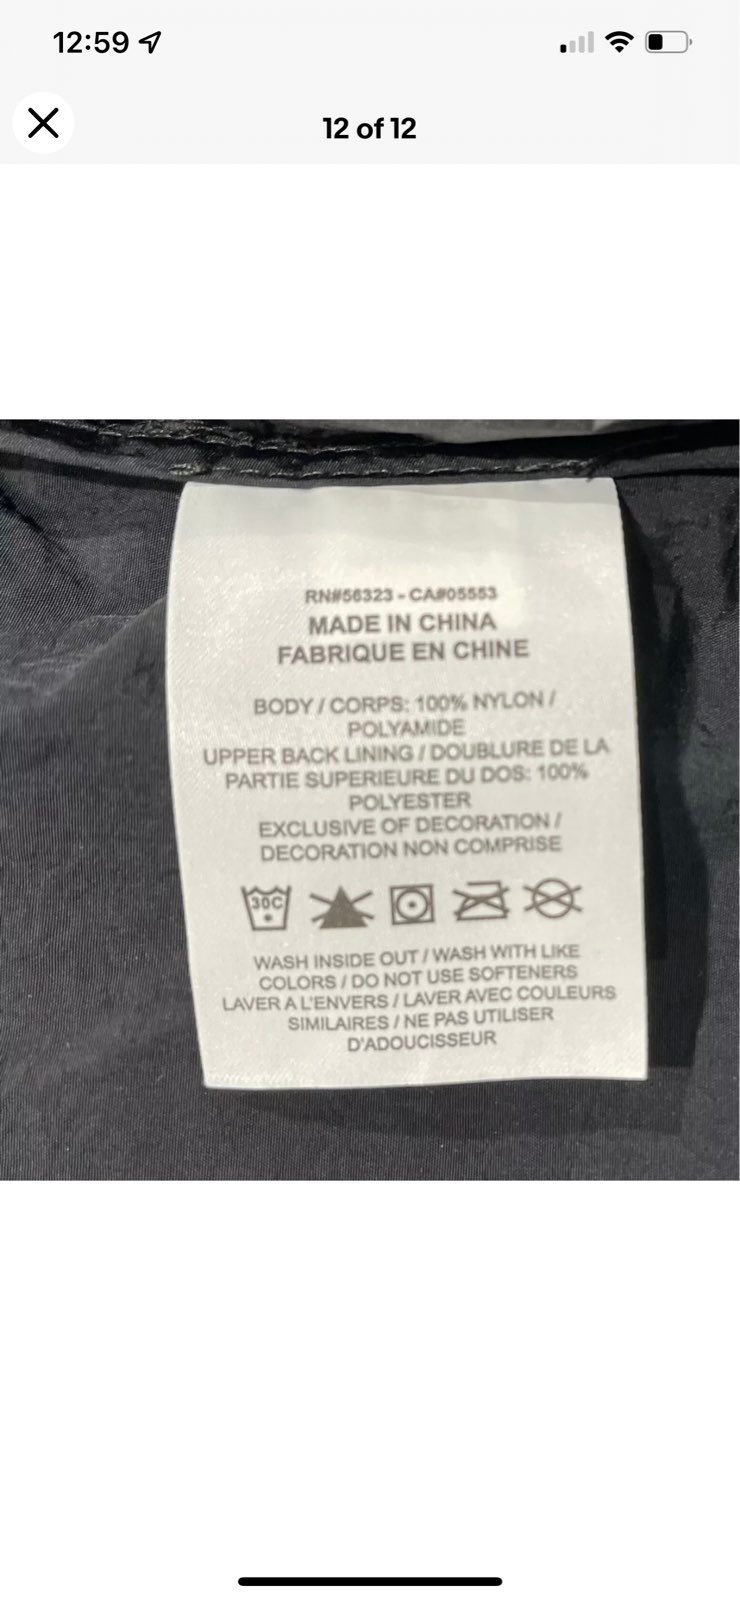 12:59
12 of 12
RN#56323 - CA#05553
MADE IN CHINA
FABRIQUE EN CHINE
BODY / CORPS: 100% NYLON /
POLYAMIDE
UPPER BACK LINING / DOUBLURE DE LA
PARTIE SUPERIEURE DU DOS: 100%
POLYESTER
EXCLUSIVE OF DECORATION /
DECORATION NON COMPRISE
30C
WASH INSIDE OUT / WASH WITH LIKE
COLORS / DO NOT USE SOFTENERS
LAVER A L'ENVERS / LAVER AVEC COULEURS
SIMILAIRES / NE PAS UTILISER
D'ADOUCISSEUR